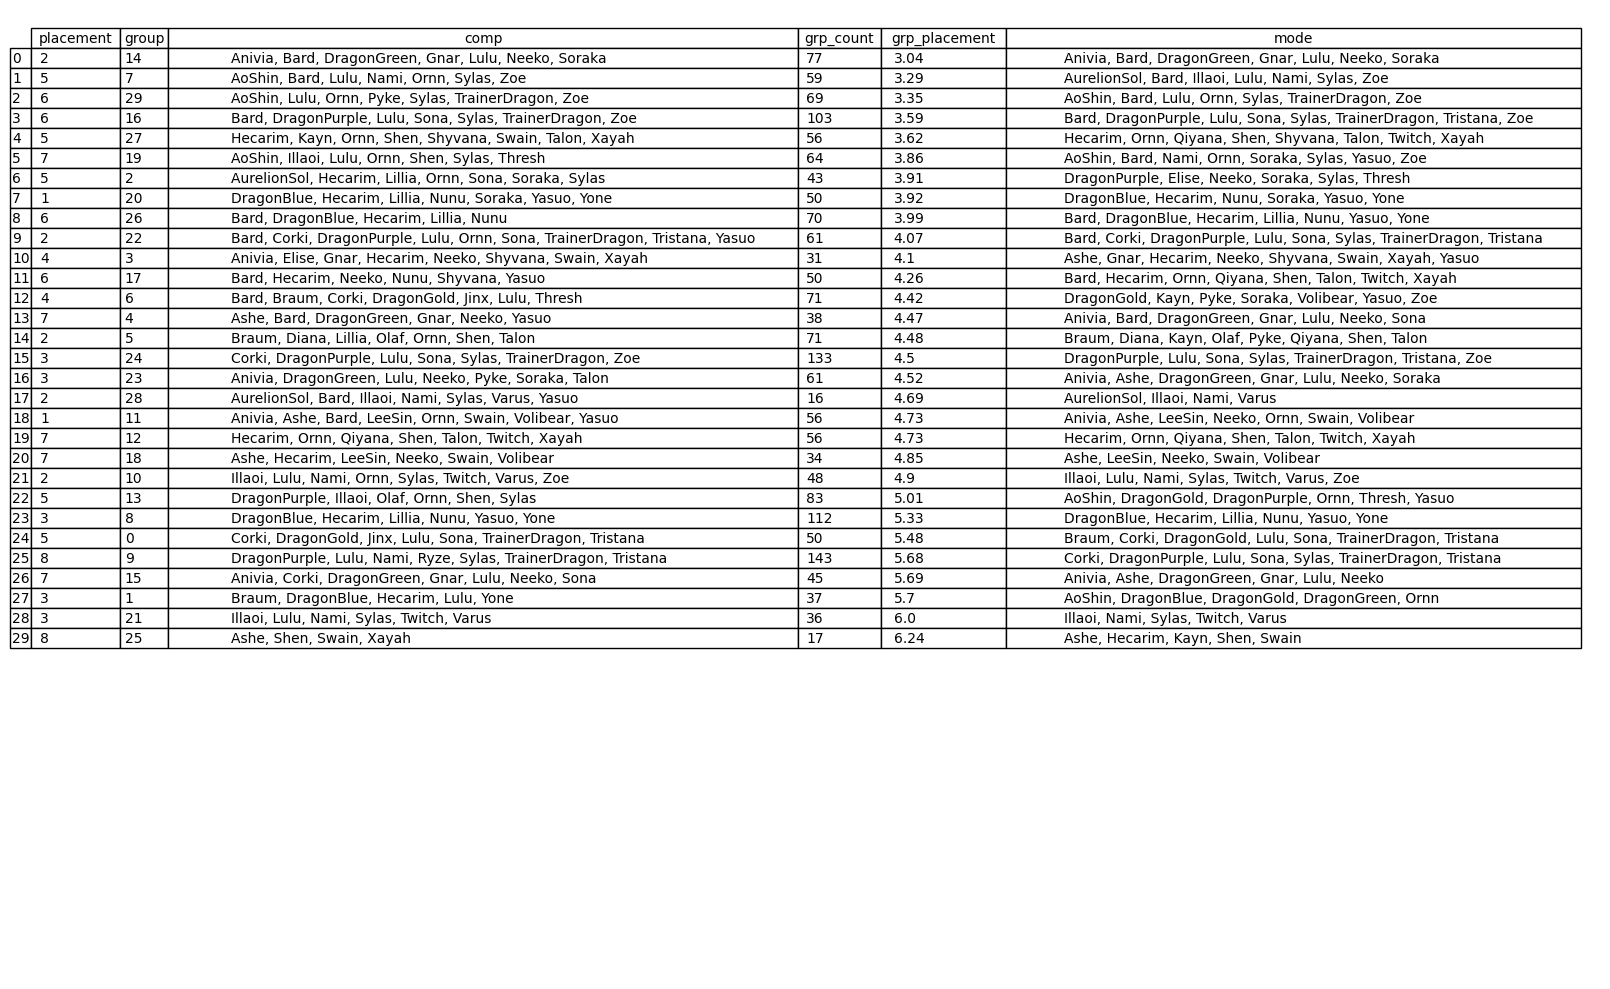 placement group comp grp_count grp_placement mode
0 2 14 Anivia, Bard, DragonGreen, Gnar, Lulu, Neeko, Soraka 77 3.04 Anivia, Bard, DragonGreen, Gnar, Lulu, Neeko, Soraka
1 5 7 AoShin, Bard, Lulu, Nami, Ornn, Sylas, Zoe 59 3.29 AurelionSol, Bard, Illaoi, Lulu, Nami, Sylas, Zoe
2 6 29 AoShin, Lulu, Ornn, Pyke, Sylas, TrainerDragon, Zoe 69 3.35 AoShin, Bard, Lulu, Ornn, Sylas, TrainerDragon, Zoe
3 6 16 Bard, DragonPurple, Lulu, Sona, Sylas, TrainerDragon, Zoe 103 3.59 Bard, DragonPurple, Lulu, Sona, Sylas, TrainerDragon, Tristana, Zoe
4 5 27 Hecarim, Kayn, Ornn, Shen, Shyvana, Swain, Talon, Xayah 56 3.62 Hecarim, Ornn, Qiyana, Shen, Shyvana, Talon, Twitch, Xayah
5 7 19 AoShin, Illaoi, Lulu, Ornn, Shen, Sylas, Thresh 64 3.86 AoShin, Bard, Nami, Ornn, Soraka, Sylas, Yasuo, Zoe
6 5 2 AurelionSol, Hecarim, Lillia, Ornn, Sona, Soraka, Sylas 43 3.91 DragonPurple, Elise, Neeko, Soraka, Sylas, Thresh
7 1 20 DragonBlue, Hecarim, Lillia, Nunu, Soraka, Yasuo, Yone 50 3.92 DragonBlue, Hecarim, Nunu, Soraka, Yasuo, Yone
8 6 26 Bard, DragonBlue, Hecarim, Lillia, Nunu 70 3.99 Bard, DragonBlue, Hecarim, Lillia, Nunu, Yasuo, Yone
9 2 22 Bard, Corki, DragonPurple, Lulu, Ornn, Sona, TrainerDragon, Tristana, Yasuo 61 4.07 Bard, Corki, DragonPurple, Lulu, Sona, Sylas, TrainerDragon, Tristana
10 4 3 Anivia, Elise, Gnar, Hecarim, Neeko, Shyvana, Swain, Xayah 31 4.1 Ashe, Gnar, Hecarim, Neeko, Shyvana, Swain, Xayah, Yasuo
11 6 17 Bard, Hecarim, Neeko, Nunu, Shyvana, Yasuo 50 4.26 Bard, Hecarim, Ornn, Qiyana, Shen, Talon, Twitch, Xayah
12 4 6 Bard, Braum, Corki, DragonGold, Jinx, Lulu, Thresh 71 4.42 DragonGold, Kayn, Pyke, Soraka, Volibear, Yasuo, Zoe
13 7 4 Ashe, Bard, DragonGreen, Gnar, Neeko, Yasuo 38 4.47 Anivia, Bard, DragonGreen, Gnar, Lulu, Neeko, Sona
14 2 5 Braum, Diana, Lillia, Olaf, Ornn, Shen, Talon 71 4.48 Braum, Diana, Kayn, Olaf, Pyke, Qiyana, Shen, Talon
15 3 24 Corki, DragonPurple, Lulu, Sona, Sylas, TrainerDragon, Zoe 133 4.5 DragonPurple, Lulu, Sona, Sylas, TrainerDragon, Tristana, Zoe
16 3 23 Anivia, DragonGreen, Lulu, Neeko, Pyke, Soraka, Talon 61 4.52 Anivia, Ashe, DragonGreen, Gnar, Lulu, Neeko, Soraka
17 2 28 AurelionSol, Bard, Illaoi, Nami, Sylas, Varus, Yasuo 16 4.69 AurelionSol, Illaoi, Nami, Varus
18 1 11 Anivia, Ashe, Bard, LeeSin, Ornn, Swain, Volibear, Yasuo 56 4.73 Anivia, Ashe, LeeSin, Neeko, Ornn, Swain, Volibear
19 7 12 Hecarim, Ornn, Qiyana, Shen, Talon, Twitch, Xayah 56 4.73 Hecarim, Ornn, Qiyana, Shen, Talon, Twitch, Xayah
20 7 18 Ashe, Hecarim, LeeSin, Neeko, Swain, Volibear 34 4.85 Ashe, LeeSin, Neeko, Swain, Volibear
21 2 10 Illaoi, Lulu, Nami, Ornn, Sylas, Twitch, Varus, Zoe 48 4.9 Illaoi, Lulu, Nami, Sylas, Twitch, Varus, Zoe
22 5 13 DragonPurple, Illaoi, Olaf, Ornn, Shen, Sylas 83 5.01 AoShin, DragonGold, DragonPurple, Ornn, Thresh, Yasuo
23 3 8 DragonBlue, Hecarim, Lillia, Nunu, Yasuo, Yone 112 5.33 DragonBlue, Hecarim, Lillia, Nunu, Yasuo, Yone
24 5 0 Corki, DragonGold, Jinx, Lulu, Sona, TrainerDragon, Tristana 50 5.48 Braum, Corki, DragonGold, Lulu, Sona, TrainerDragon, Tristana
25 8 9 DragonPurple, Lulu, Nami, Ryze, Sylas, TrainerDragon, Tristana 143 5.68 Corki, DragonPurple, Lulu, Sona, Sylas, TrainerDragon, Tristana
26 7 15 Anivia, Corki, DragonGreen, Gnar, Lulu, Neeko, Sona 45 5.69 Anivia, Ashe, DragonGreen, Gnar, Lulu, Neeko
27 3 1 Braum, DragonBlue, Hecarim, Lulu, Yone 37 5.7 AoShin, DragonBlue, DragonGold, DragonGreen, Ornn
28 3 21 Illaoi, Lulu, Nami, Sylas, Twitch, Varus 36 6.0 Illaoi, Nami, Sylas, Twitch, Varus
29 8 25 Ashe, Shen, Swain, Xayah 17 6.24 Ashe, Hecarim, Kayn, Shen, Swain